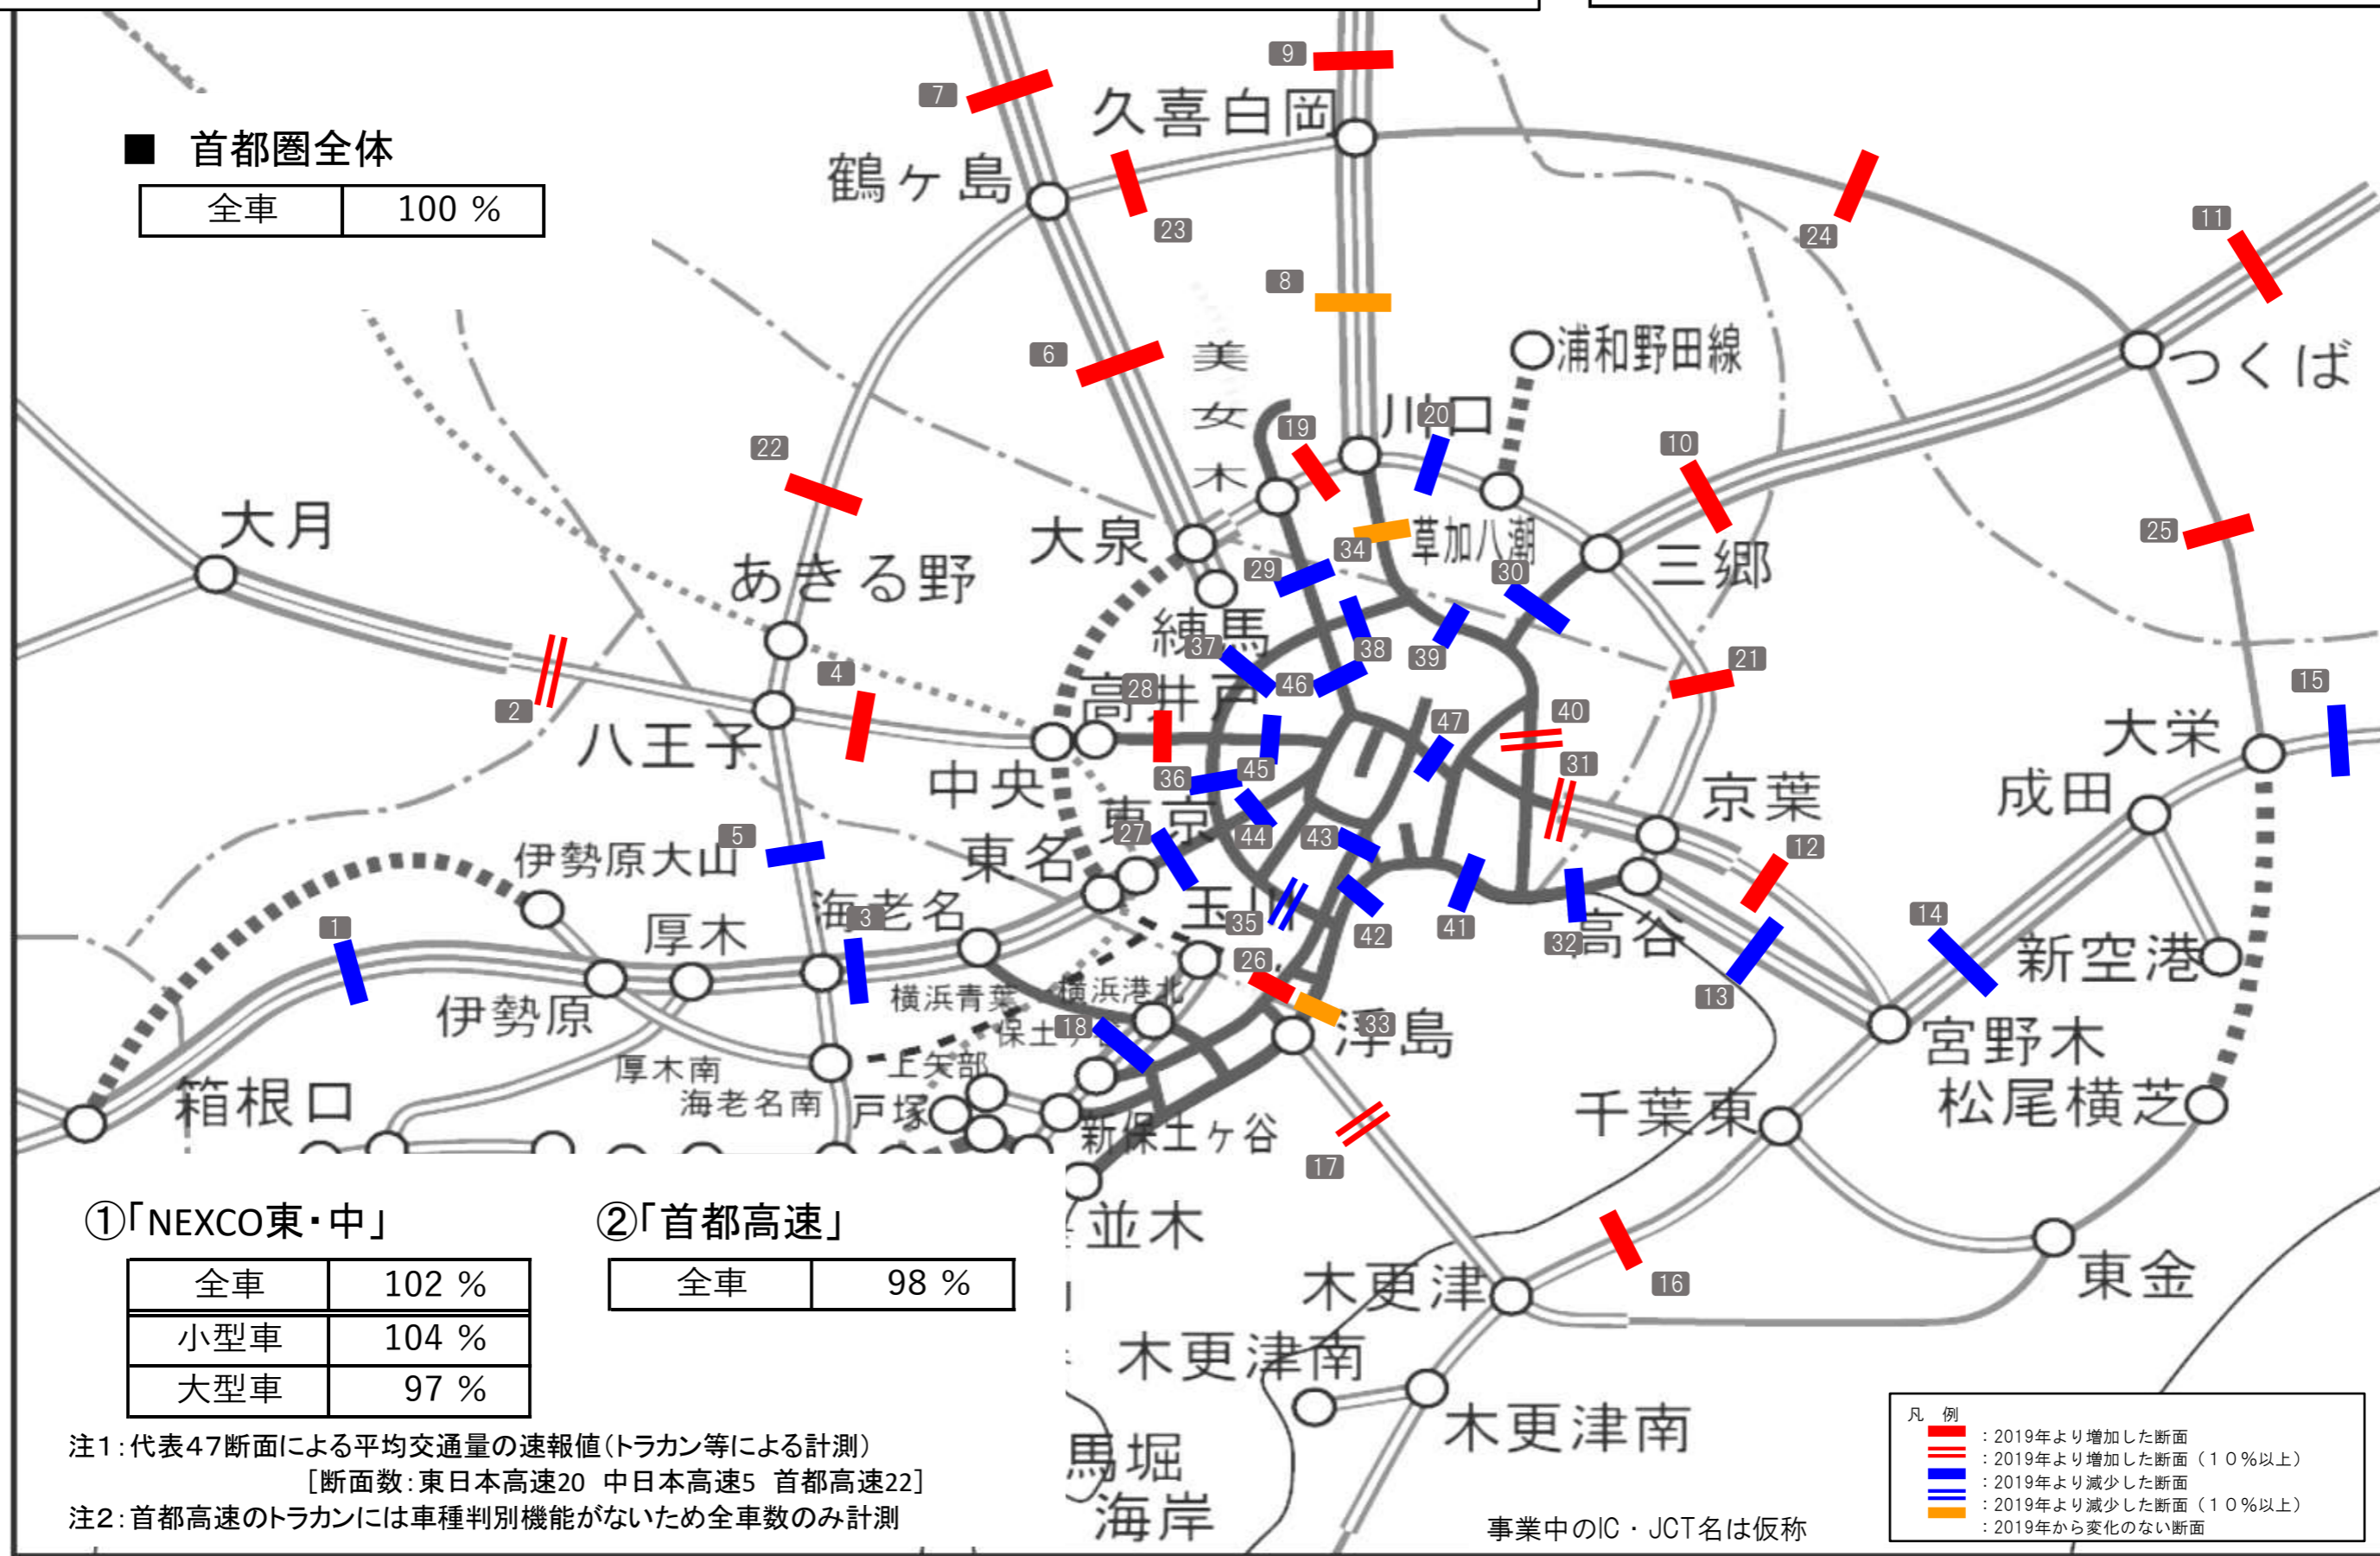 9
7
久喜白岡
■ 首都圏全体
鶴ヶ島
全車 100 %
23
24
11
8
6
美女木
浦和野田線
つくば
川口
20
19
22
10
大月
大泉
34
草加八潮
25
あきる野
29
30
三郷
練馬
37
38
39
21
4
28
高井戸
46
15
2
40
47
大栄
八王子
31
中央
36
45
京葉
成田
東京
5
27
44
43
12
伊勢原大山
東名
海老名
玉川
1
厚木
3
35
42
41
32
高谷
14
新空港
26
13
伊勢原
横浜青葉
横浜港北
18
33
浮島
宮野木
厚木南
上矢部
箱根口
海老名南
戸塚
新保土ヶ谷
千葉東
松尾横芝
17
①「NEXCO東・中」
②「首都高速」
並木
全車 102 %
全車 98 %
木更津
16
東金
小型車 104 %
木更津南
大型車 97 %
木更津南
注1:代表47断面による平均交通量の速報値(トラカン等による計測)
馬堀
海岸
[断面数:東日本高速20 中日本高速5 首都高速22]
注2:首都高速のトラカンには車種判別機能がないため全車数のみ計測
事業中のIC・JCT名は仮称
凡 例
:2019年より増加した断面
:2019年より増加した断面(10%以上)
:2019年より減少した断面
:2019年より減少した断面(10%以上)
:2019年から変化のない断面